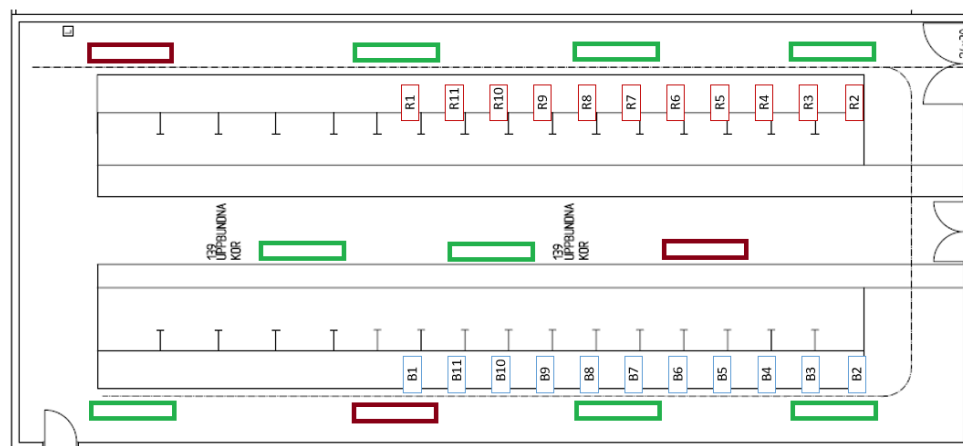 R1
R11
R10
R9
R8
R7
R6
R5
R4
R3
R2
139
UPPBUNDNA
KOR
139
UPPBUNDNA
KOR
B1
B11
B10
B9
B8
B7
B6
B5
B4
B3
B2